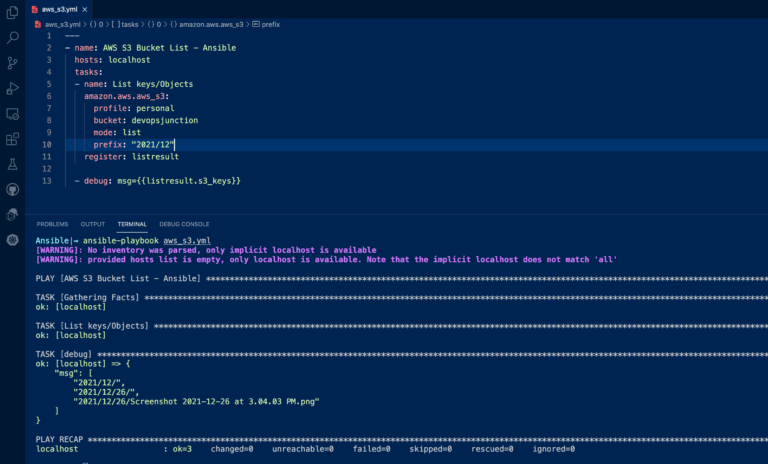 aws_s3.yml ×
aws_s3.yml > {} 0 > [ ]tasks > {} 0 > {} amazon.aws.aws_s3 > prefix
1 ---
2 - name: AWS S3 Bucket List - Ansible
3 hosts: localhost
4 tasks:
5 - name: List keys/Objects
6 amazon.aws.aws_s3:
7 profile: personal
8 bucket: devopsjunction
9 mode: list
10 prefix: "2021/12"
11 register: listresult
12
13 - debug: msg={{listresult.s3_keys}}
PROBLEMS OUTPUT TERMINAL DEBUG CONSOLE
Ansible|→ ansible-playbook aws_s3.yml
[WARNING]: No inventory was parsed, only implicit localhost is available
[WARNING]: provided hosts list is empty, only localhost is available. Note that the implicit localhost does not match 'all'
PLAY [AWS S3 Bucket List - Ansible] ****************************************************************************************************
TASK [Gathering Facts] ****************************************************************************************************
ok: [localhost]
TASK [List keys/Objects] ****************************************************************************************************
ok: [localhost]
TASK [debug] ****************************************************************************************************
ok: [localhost] => {
"msg": [
"2021/12/",
"2021/12/26/",
"2021/12/26/Screenshot 2021-12-26 at 3.04.03 PM.png"
]
}
PLAY RECAP ****************************************************************************************************
localhost : ok=3 changed=0 unreachable=0 failed=0 skipped=0 rescued=0 ignored=0